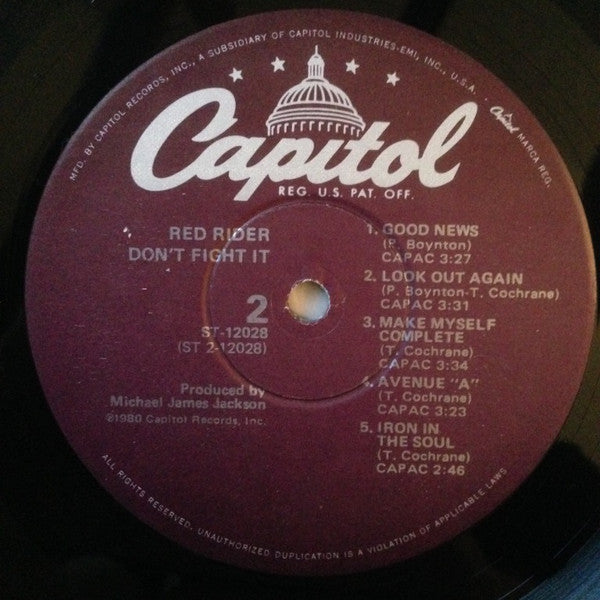 MFD. BY CAPITOL RECORDS, INC., A SUBSIDIARY OF CAPITOL INDUSTRIES-EMI, INC., U.S.A. · Capitol MARCA REG.
Capitol
REG. U.S. PAT. OFF.
RED RIDER
DON'T FIGHT IT
2
ST-12028
(ST 2-12028)
Produced by
Michael James Jackson
℗1980 Capitol Records, Inc.
1. GOOD NEWS
(P. Boynton)
CAPAC 3:27
2. LOOK OUT AGAIN
(P. Boynton-T. Cochrane)
CAPAC 3:31
3. MAKE MYSELF
COMPLETE
(T. Cochrane)
CAPAC 3:34
4. AVENUE "A"
(T. Cochrane)
CAPAC 3:23
5. IRON IN
THE SOUL
(T. Cochrane)
CAPAC 2:46
ALL RIGHTS RESERVED. UNAUTHORIZED DUPLICATION IS A VIOLATION OF APPLICABLE LAWS